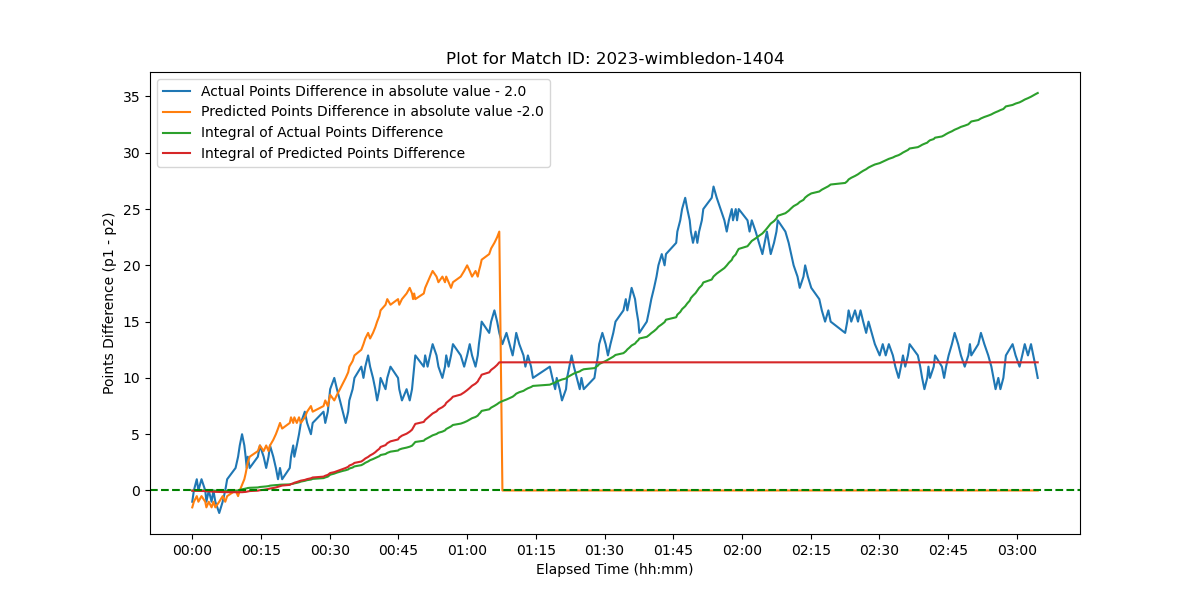 Plot for Match ID: 2023-wimbledon-1404
Actual Points Difference in absolute value - 2.0
Predicted Points Difference in absolute value -2.0
Integral of Actual Points Difference
Integral of Predicted Points Difference
Points Difference (p1 - p2)
35
30
25
20
15
10
5
0
00:00 00:15 00:30 00:45 01:00 01:15 01:30 01:45 02:00 02:15 02:30 02:45 03:00
Elapsed Time (hh:mm)